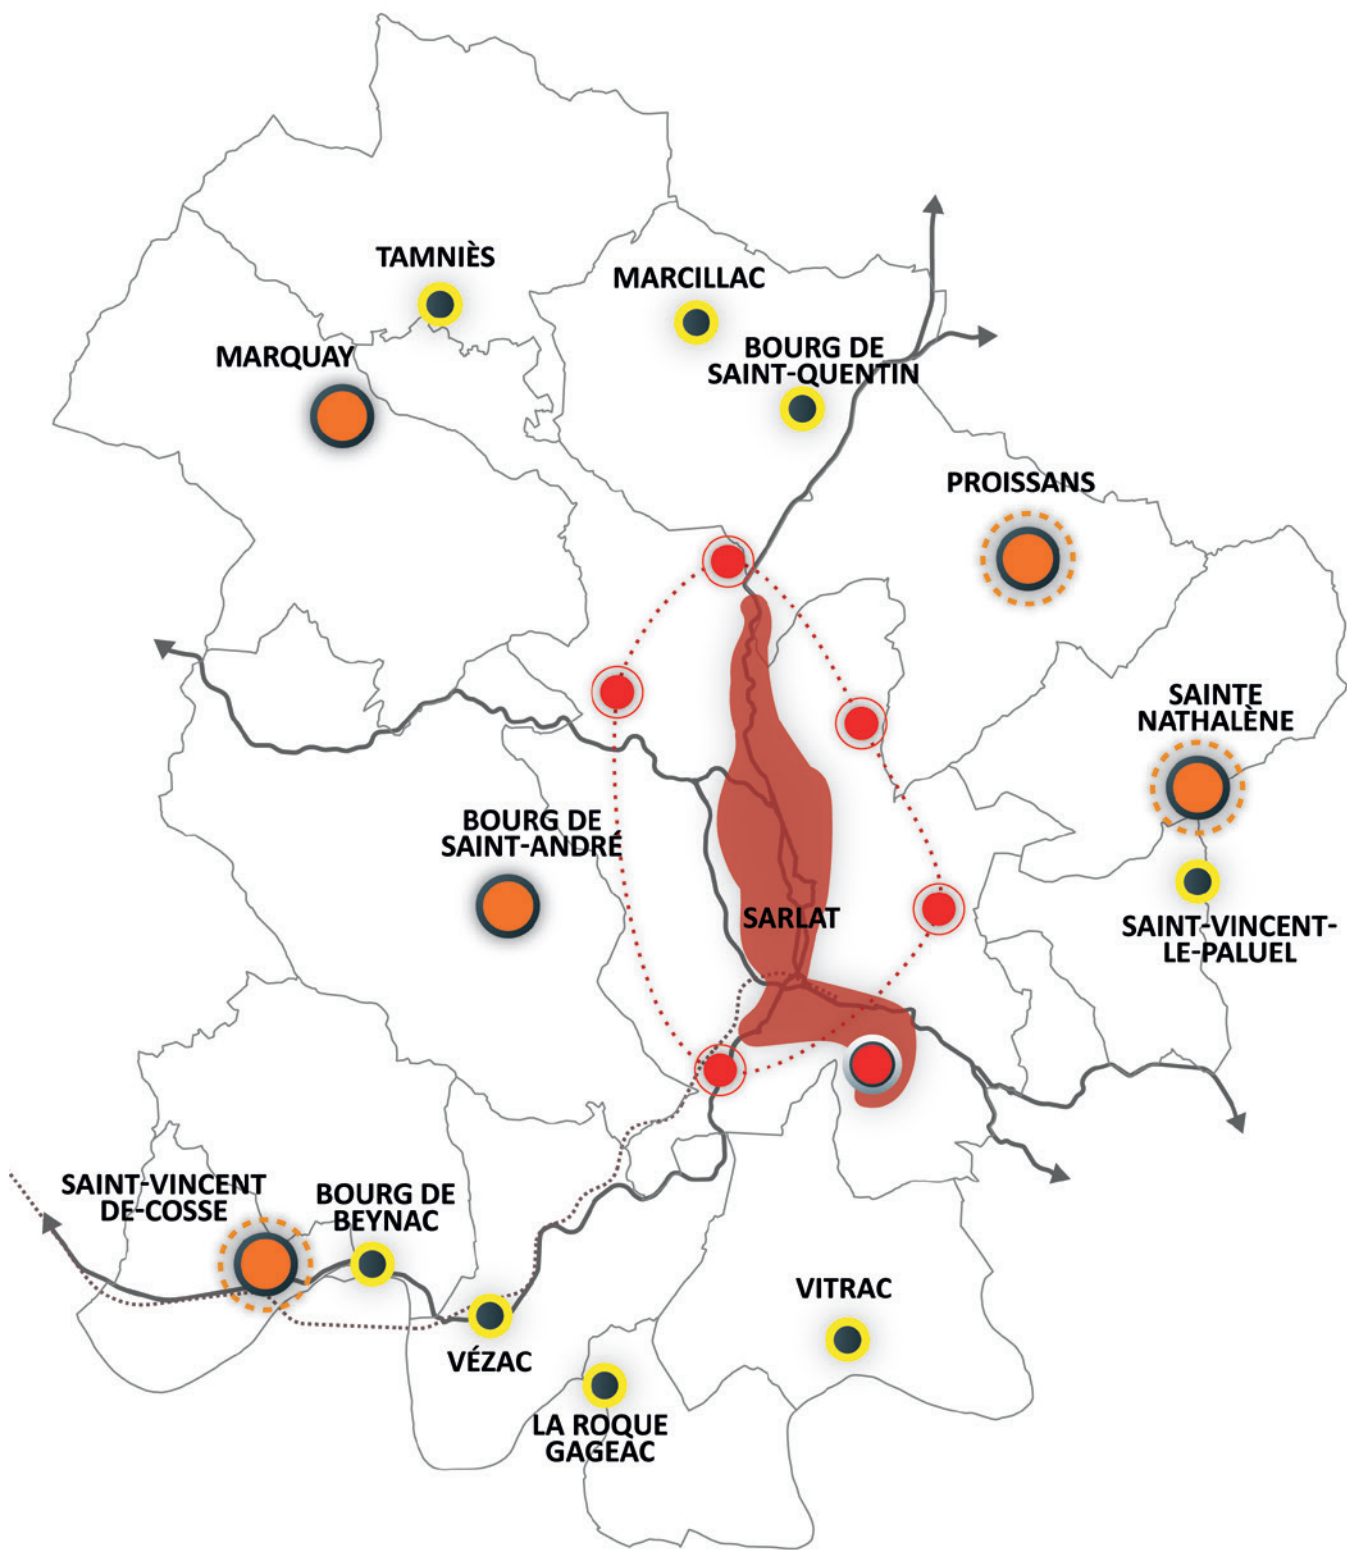 TAMNIÈS
MARCILLAC
BOURG DE
SAINT-QUENTIN
MARQUAY
PROISSANS
SAINTE
NATHALÈNE
BOURG DE
SAINT-ANDRÉ
SARLAT
SAINT-VINCENT-
LE-PALUEL
SAINT-VINCENT
DE-COSSE
BOURG DE
BEYNAC
VITRAC
VÉZAC
LA ROQUE
GAGEAC